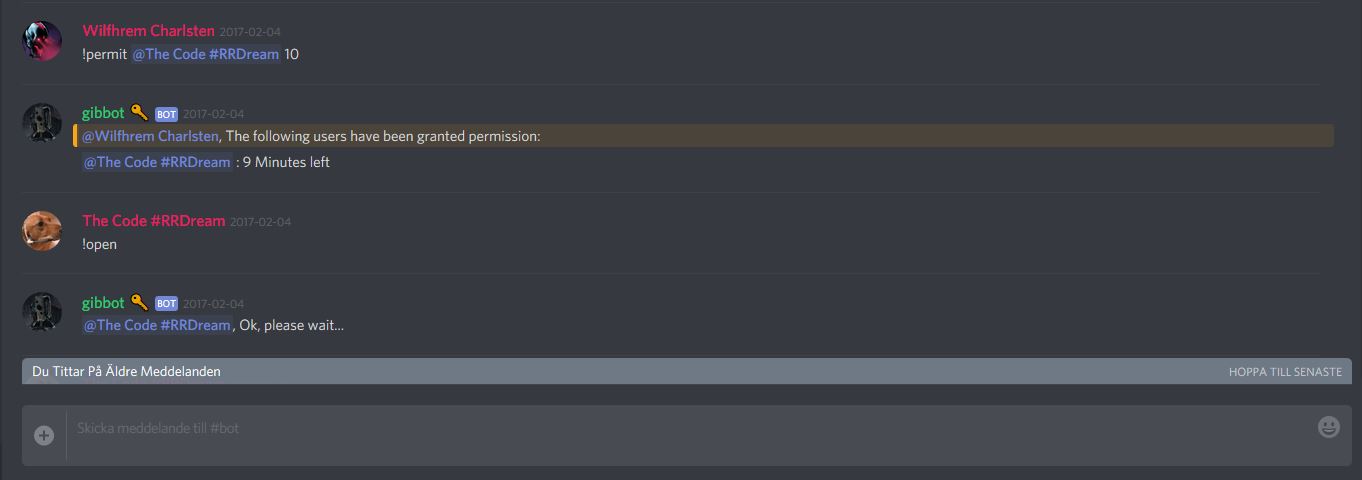 Wilfhrem Charlsten 2017-02-04
!permit @The Code #RRDream 10
gibbot BOT 2017-02-04
@Wilfhrem Charlsten, The following users have been granted permission:
@The Code #RRDream : 9 Minutes left
The Code #RRDream 2017-02-04
!open
gibbot BOT 2017-02-04
@The Code #RRDream, Ok, please wait...
Du Tittar På Äldre Meddelanden HOPPA TILL SENASTE
Skicka meddelande till #bot